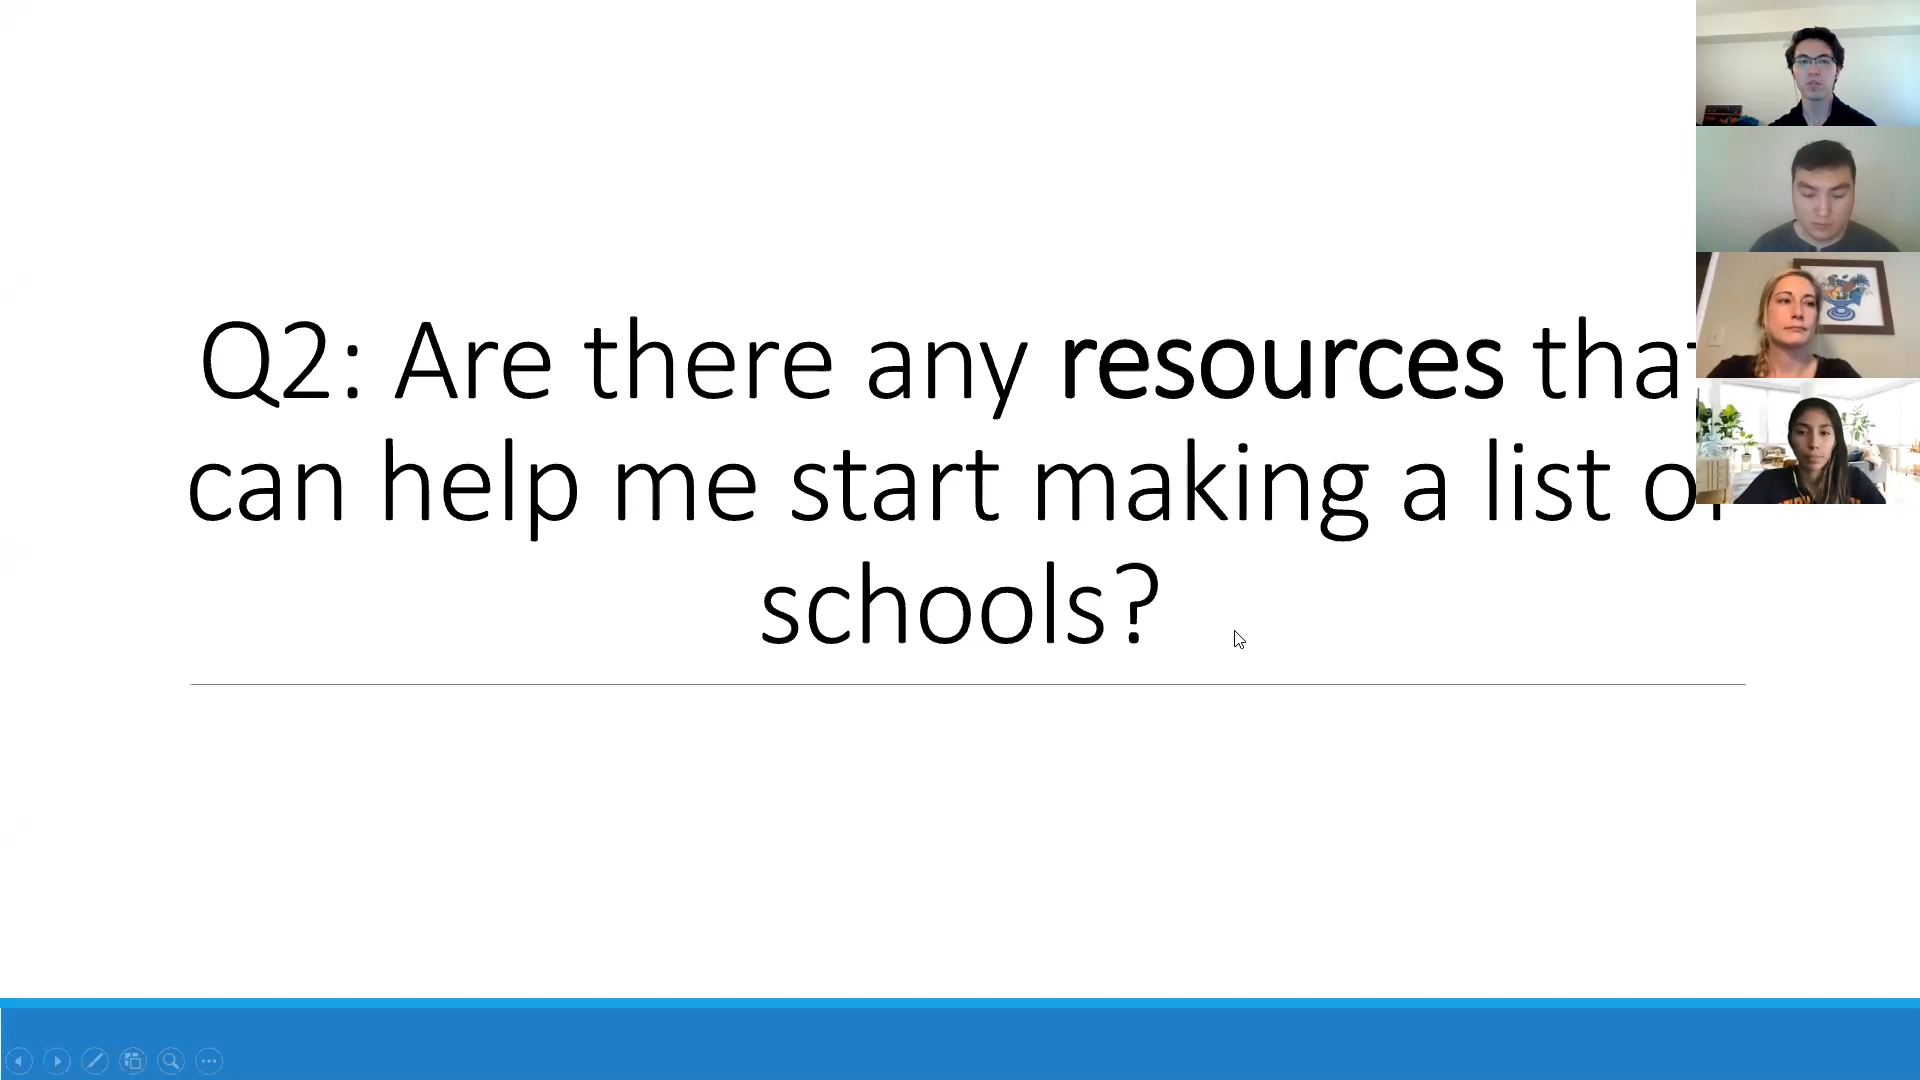 Q2: Are there any resources that
can help me start making a list of
schools?